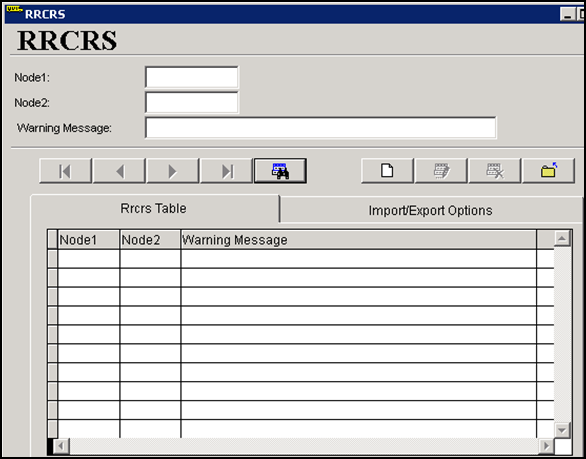 RRCRS
RRCRS
Node1:
Node2:
Warning Message:
Rrcrs Table
Import/Export Options
Node1 Node2 Warning Message